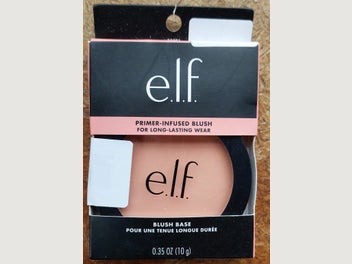 e.l.f.
PRIMER-INFUSED BLUSH
FOR LONG-LASTING WEAR
e.l.f.
BLUSH BASE
POUR UNE TENUE LONGUE DURÉE
0.35 OZ (10 g)